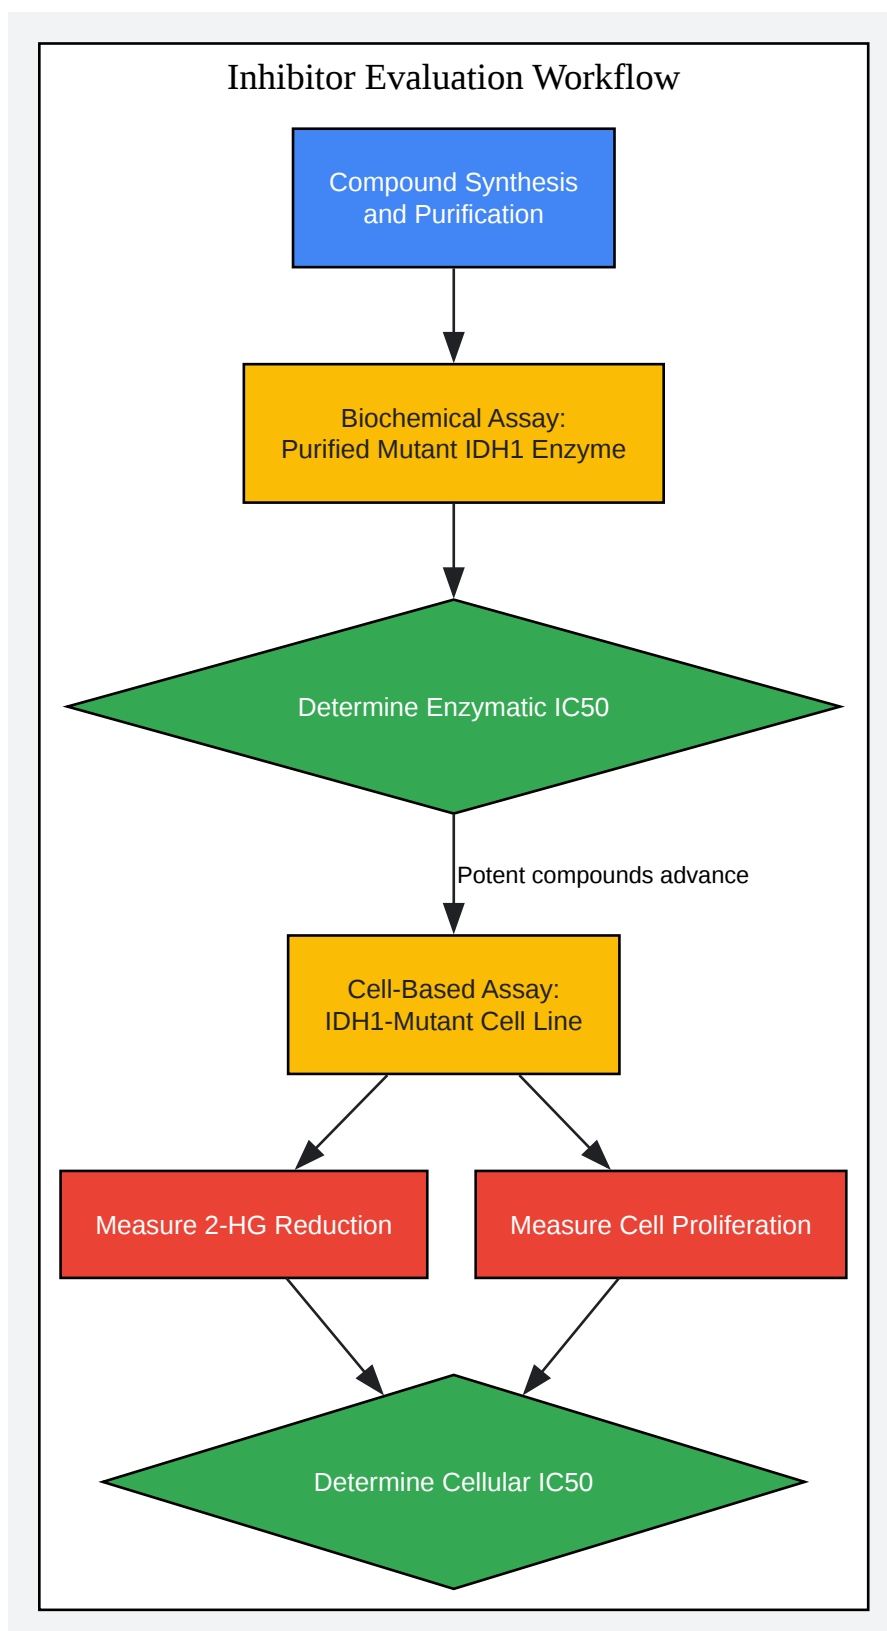 Inhibitor Evaluation Workflow
Compound Synthesis
and Purification
Biochemical Assay:
Purified Mutant IDH1 Enzyme
Determine Enzymatic IC50
Potent compounds advance
Cell-Based Assay:
IDH1-Mutant Cell Line
Measure 2-HG Reduction
Measure Cell Proliferation
Determine Cellular IC50